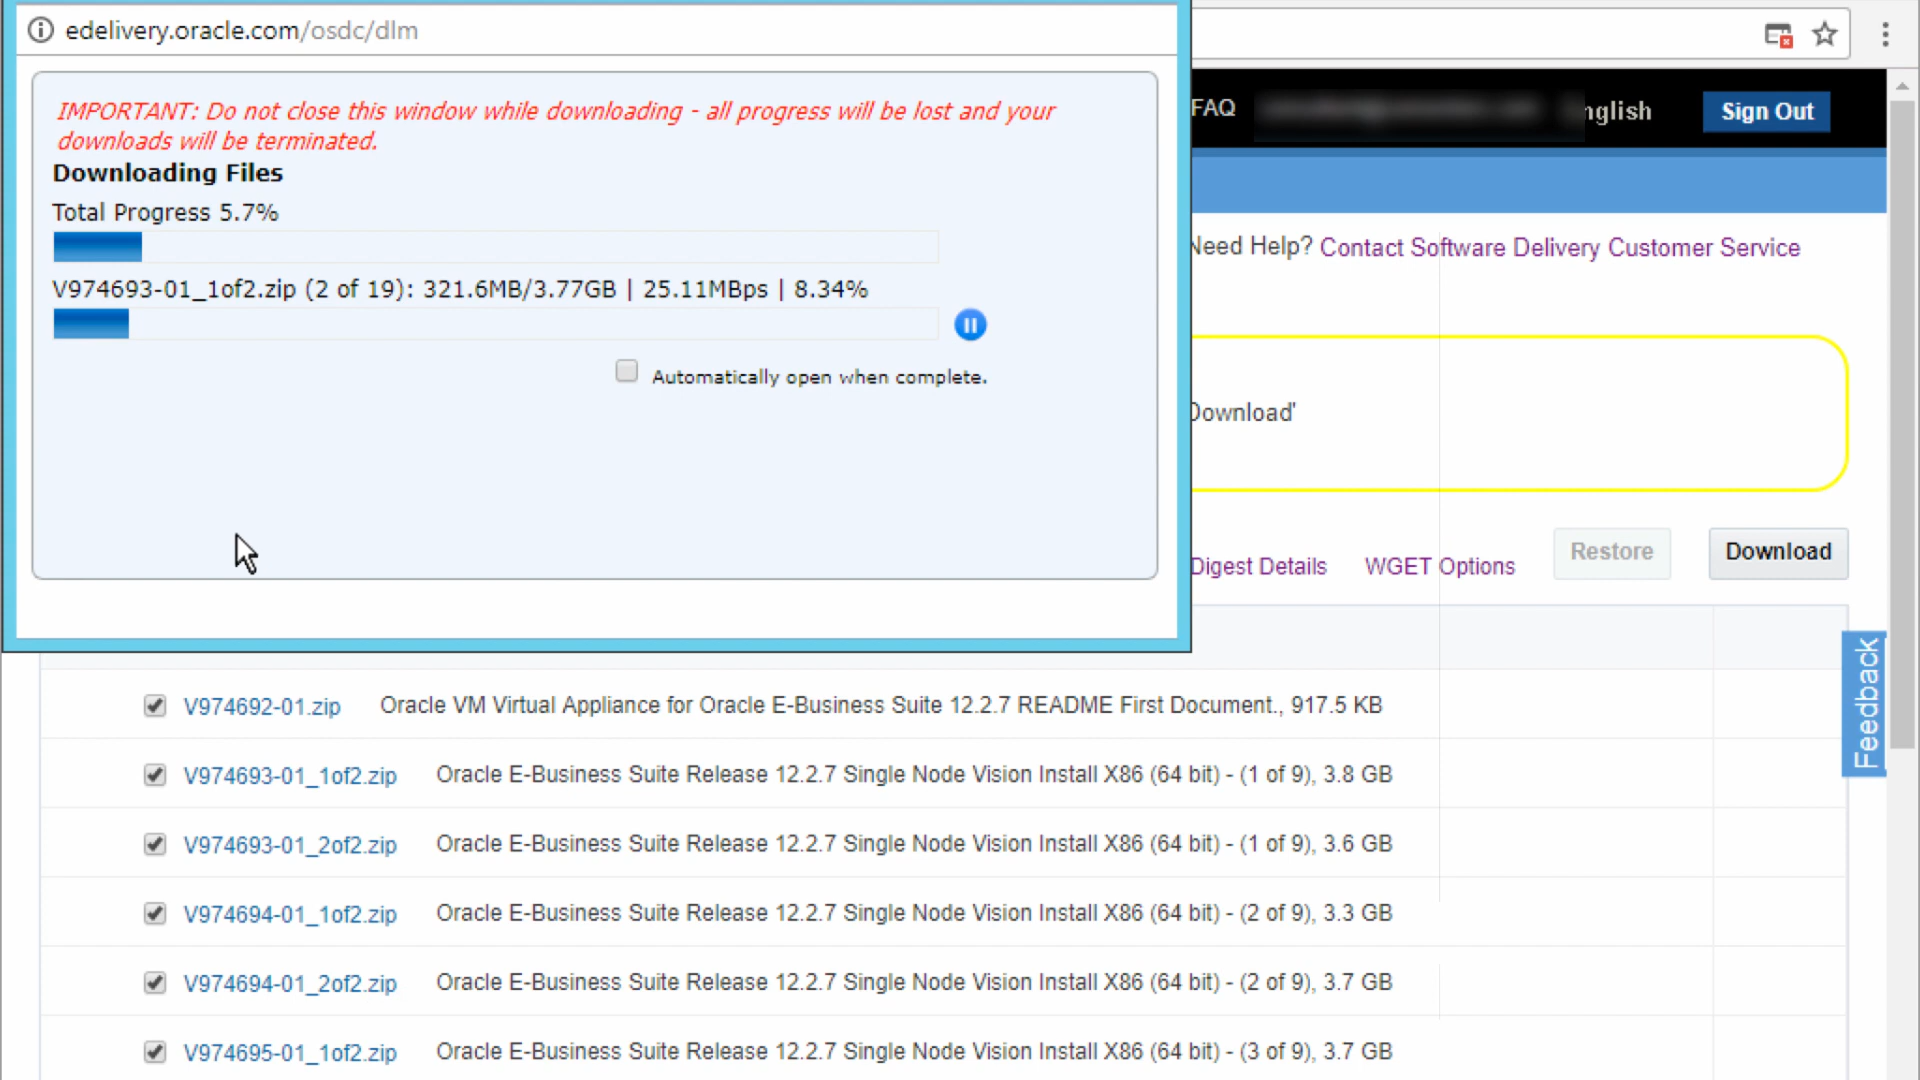 edelivery.oracle.com/osdc/dlm
IMPORTANT: Do not close this window while downloading - all progress will be lost and your
downloads will be terminated.
Downloading Files
Total Progress 5.7%
V974693-01_1of2.zip (2 of 19): 321.6MB/3.77GB | 25.11MBps | 8.34%
Automatically open when complete.
FAQ
Sign Out
Need Help? Contact Software Delivery Customer Service
Download'
Digest Details WGET Options Restore Download
Feedback
V974692-01.zip Oracle VM Virtual Appliance for Oracle E-Business Suite 12.2.7 README First Document., 917.5 KB
V974693-01_1of2.zip Oracle E-Business Suite Release 12.2.7 Single Node Vision Install X86 (64 bit) - (1 of 9), 3.8 GB
V974693-01_2of2.zip Oracle E-Business Suite Release 12.2.7 Single Node Vision Install X86 (64 bit) - (1 of 9), 3.6 GB
V974694-01_1of2.zip Oracle E-Business Suite Release 12.2.7 Single Node Vision Install X86 (64 bit) - (2 of 9), 3.3 GB
V974694-01_2of2.zip Oracle E-Business Suite Release 12.2.7 Single Node Vision Install X86 (64 bit) - (2 of 9), 3.7 GB
V974695-01_1of2.zip Oracle E-Business Suite Release 12.2.7 Single Node Vision Install X86 (64 bit) - (3 of 9), 3.7 GB